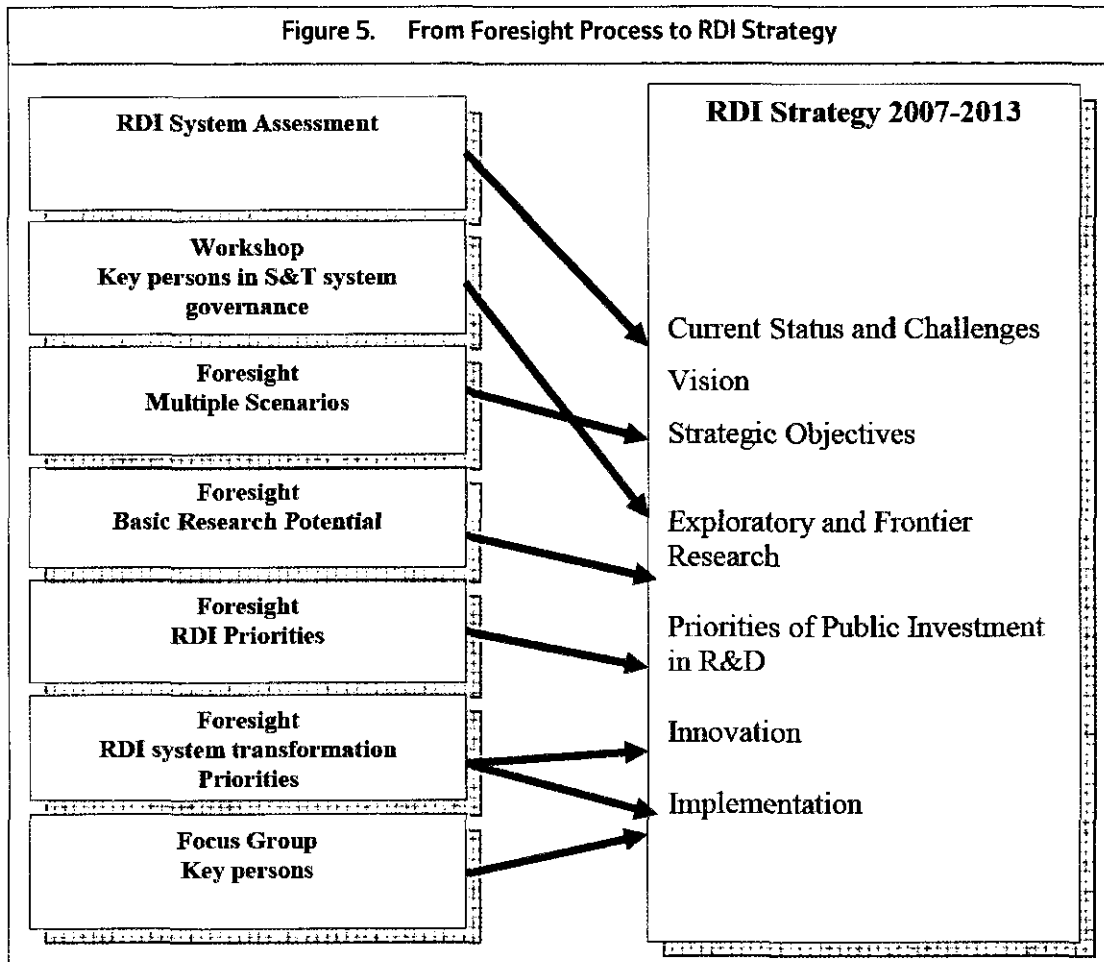 Figure 5. From Foresight Process to RDI Strategy
RDI System Assessment
Workshop
Key persons in S&T system
governance
Foresight
Multiple Scenarios
Foresight
Basic Research Potential
Foresight
RDI Priorities
Foresight
RDI system transformation
Priorities
Focus Group
Key persons
RDI Strategy 2007-2013
Current Status and Challenges
Vision
Strategic Objectives
Exploratory and Frontier
Research
Priorities of Public Investment
in R&D
Innovation
Implementation